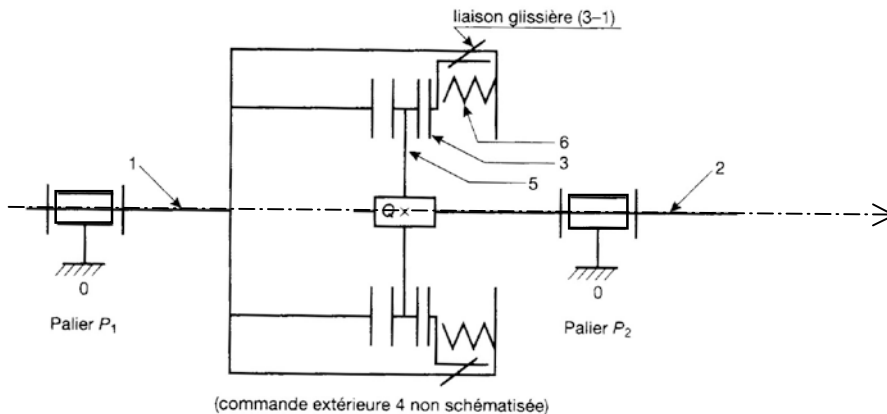 liaison glissière (3–1)
6
3
5
1
2
Q ×
0
0
Palier P₁
Palier P₂
(commande extérieure 4 non schématisée)